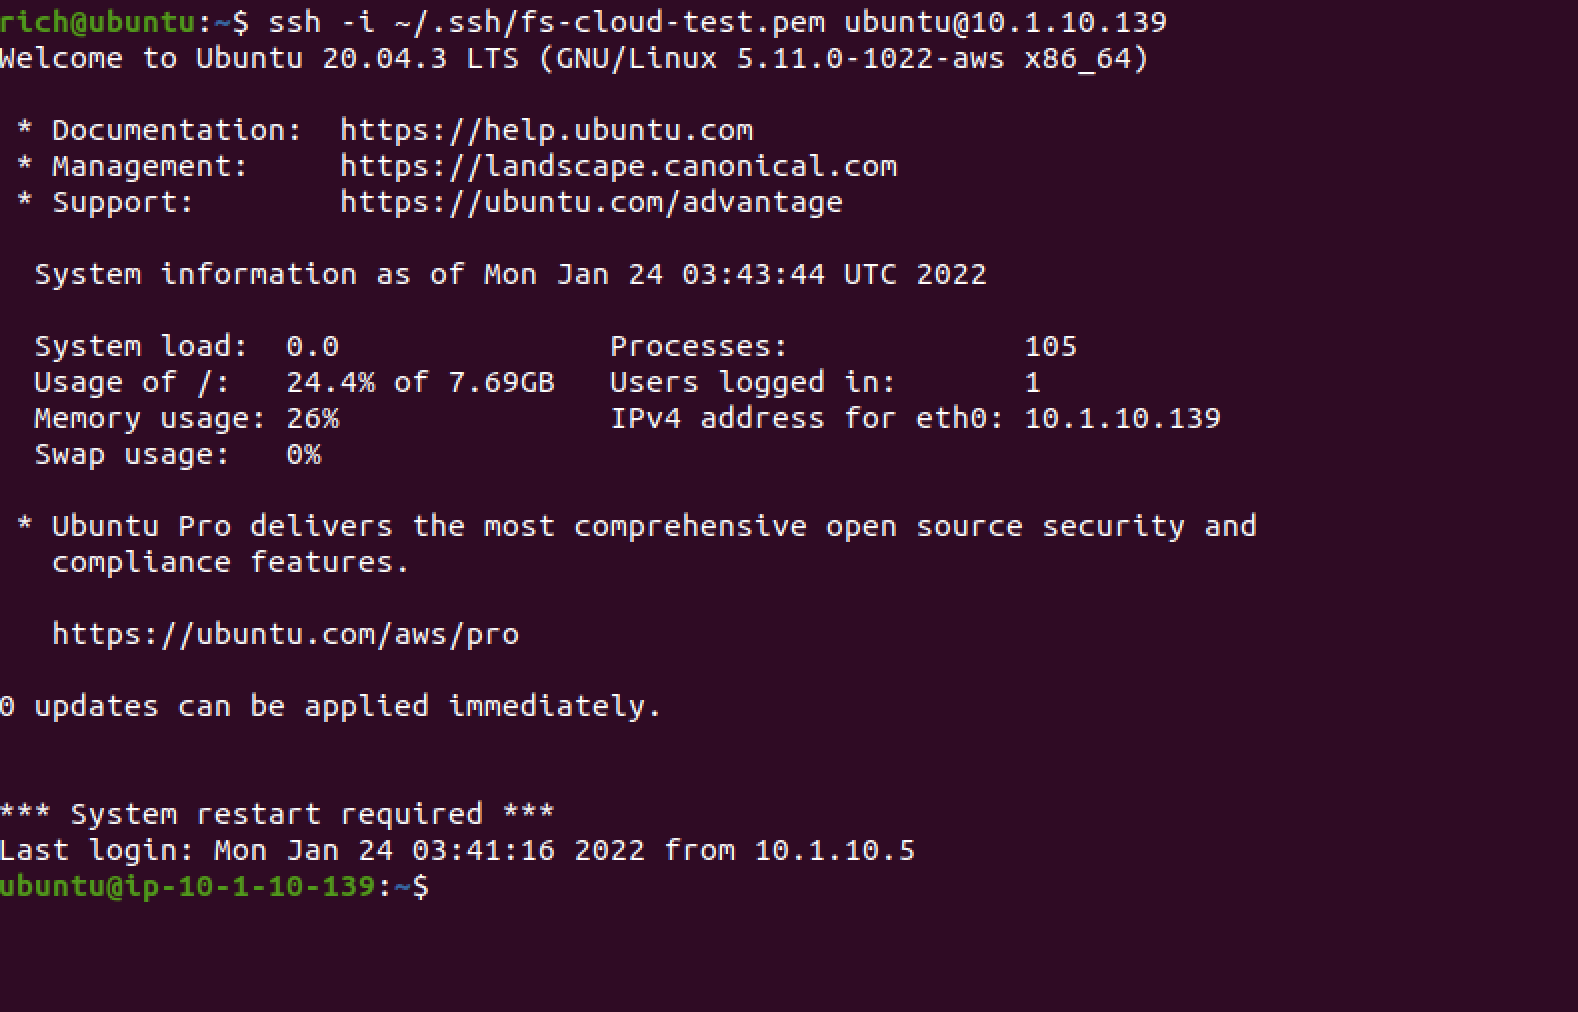 rich@ubuntu:~$ ssh -i ~/.ssh/fs-cloud-test.pem ubuntu@10.1.10.139
Welcome to Ubuntu 20.04.3 LTS (GNU/Linux 5.11.0-1022-aws x86_64)

 * Documentation:  https://help.ubuntu.com
 * Management:     https://landscape.canonical.com
 * Support:        https://ubuntu.com/advantage

  System information as of Mon Jan 24 03:43:44 UTC 2022

  System load:  0.0               Processes:             105
  Usage of /:   24.4% of 7.69GB   Users logged in:       1
  Memory usage: 26%               IPv4 address for eth0: 10.1.10.139
  Swap usage:   0%

 * Ubuntu Pro delivers the most comprehensive open source security and
   compliance features.

   https://ubuntu.com/aws/pro

0 updates can be applied immediately.


*** System restart required ***
Last login: Mon Jan 24 03:41:16 2022 from 10.1.10.5
ubuntu@ip-10-1-10-139:~$